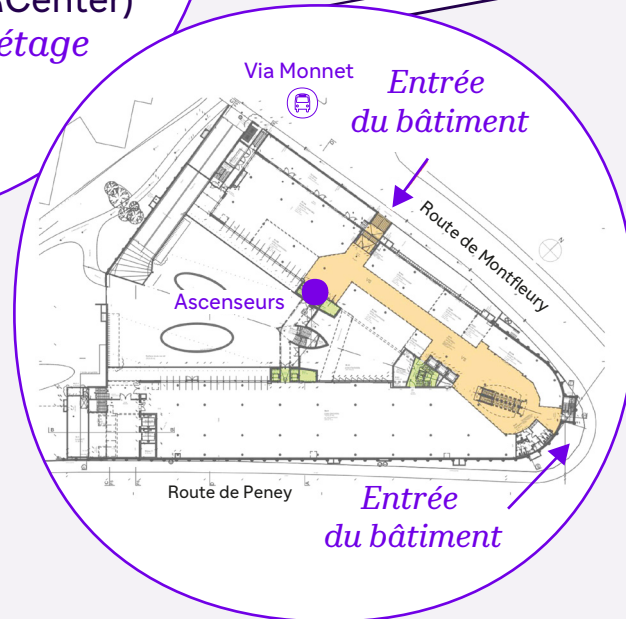 Center)
étage
Via Monnet
Entrée
du bâtiment
Route de Montfleury
N
Ascenseurs
Route de Peney
Entrée
du bâtiment